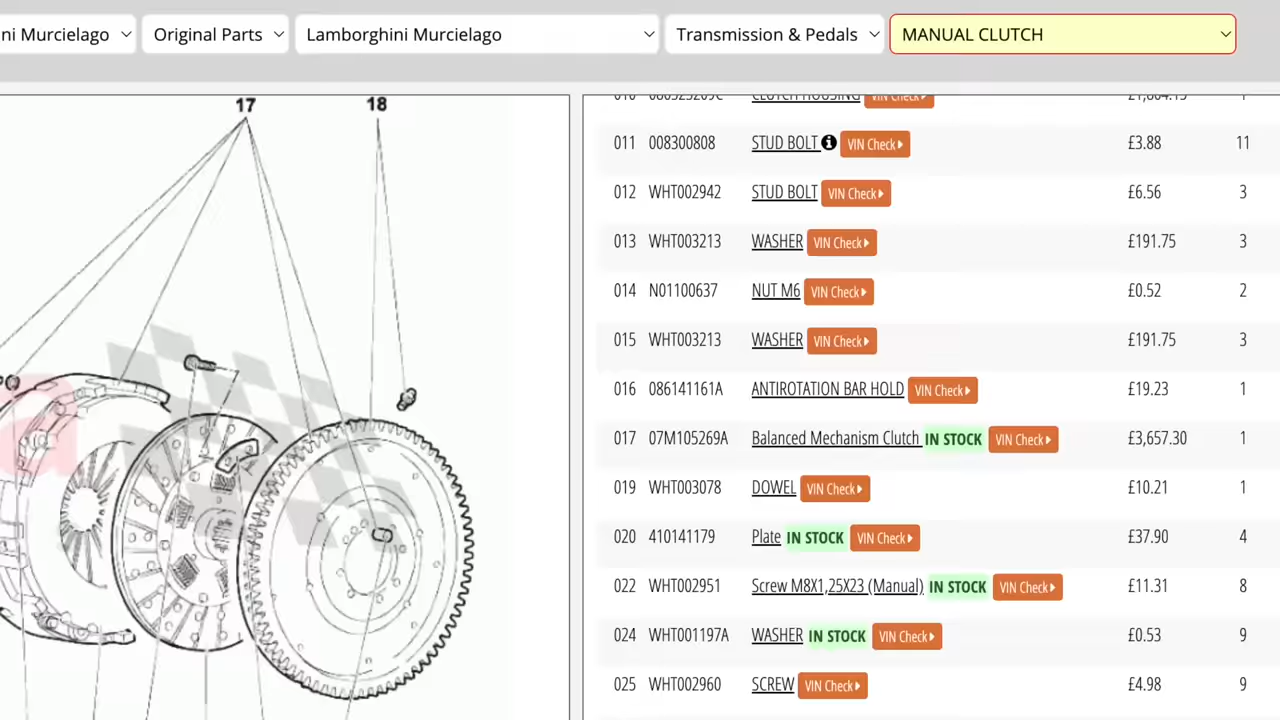 ni Murcielago Original Parts Lamborghini Murcielago Transmission & Pedals MANUAL CLUTCH
17 18
CLUTCH HOUSING VIN Check
011 008300808 STUD BOLT VIN Check £3.88 11
012 WHT002942 STUD BOLT VIN Check £6.56 3
013 WHT003213 WASHER VIN Check £191.75 3
014 N01100637 NUT M6 VIN Check £0.52 2
015 WHT003213 WASHER VIN Check £191.75 3
016 086141161A ANTIROTATION BAR HOLD VIN Check £19.23 1
017 07M105269A Balanced Mechanism Clutch IN STOCK VIN Check £3,657.30 1
019 WHT003078 DOWEL VIN Check £10.21 1
020 410141179 Plate IN STOCK VIN Check £37.90 4
022 WHT002951 Screw M8X1,25X23 (Manual) IN STOCK VIN Check £11.31 8
024 WHT001197A WASHER IN STOCK VIN Check £0.53 9
025 WHT002960 SCREW VIN Check £4.98 9